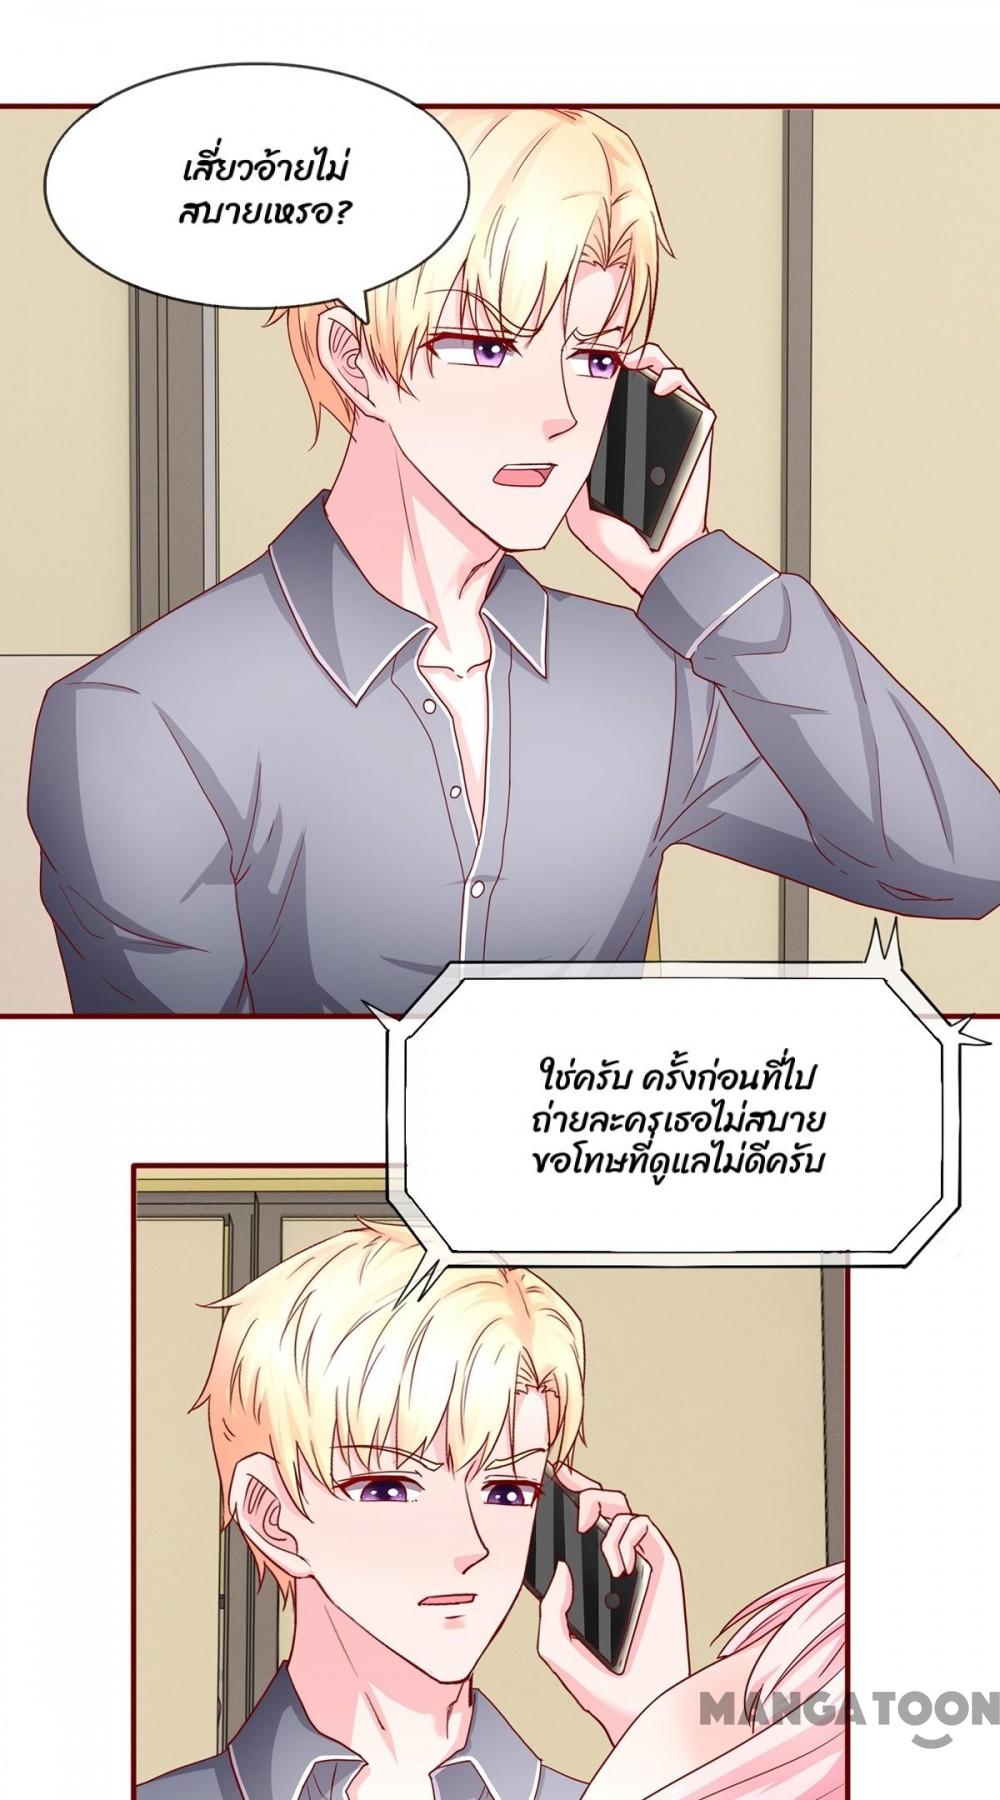 เสี่ยวอ้ายไม่
สบายเหรอ?
ใช่ครับ ครั้งก่อนที่ไป
ถ่ายละครเธอไม่สบาย
ขอโทษที่ดูแลไม่ดีครับ
MANGATOON